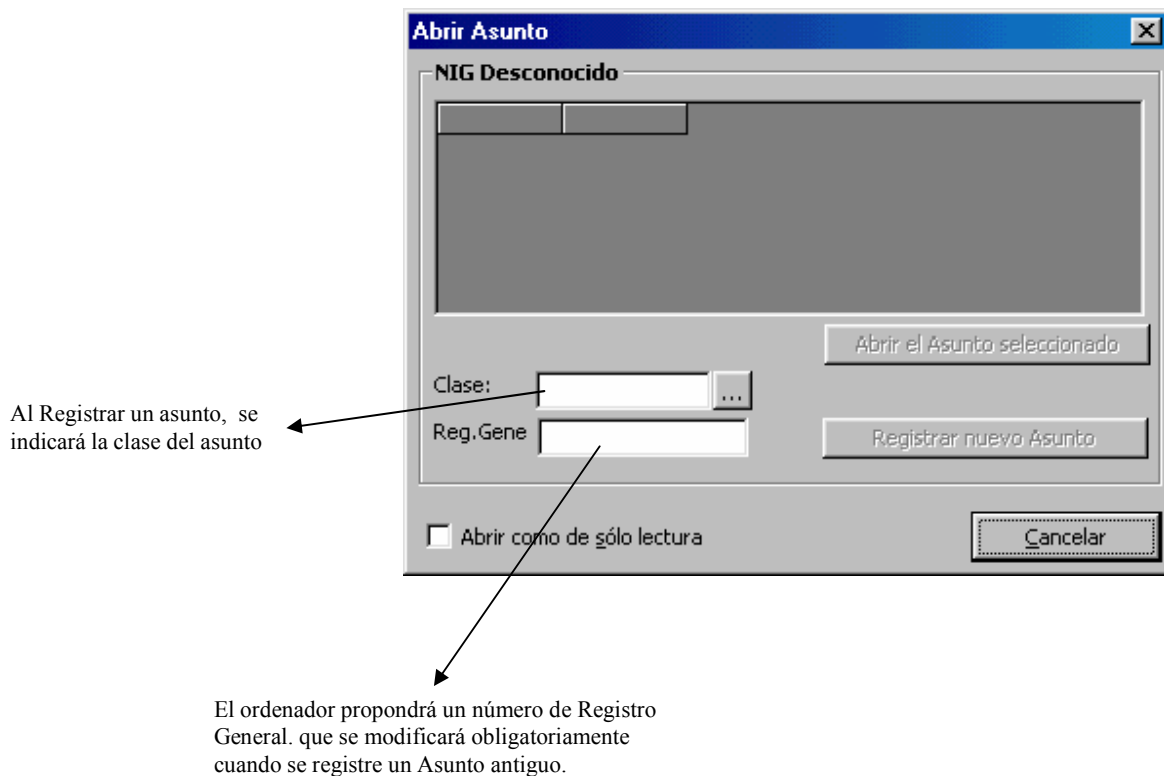 Abrir Asunto
NIG Desconocido
Abrir el Asunto seleccionado
Clase:
...
Al Registrar un asunto, se
indicará la clase del asunto
Reg.Gene
Registrar nuevo Asunto
Abrir como de sólo lectura
Cancelar
El ordenador propondrá un número de Registro
General. que se modificará obligatoriamente
cuando se registre un Asunto antiguo.